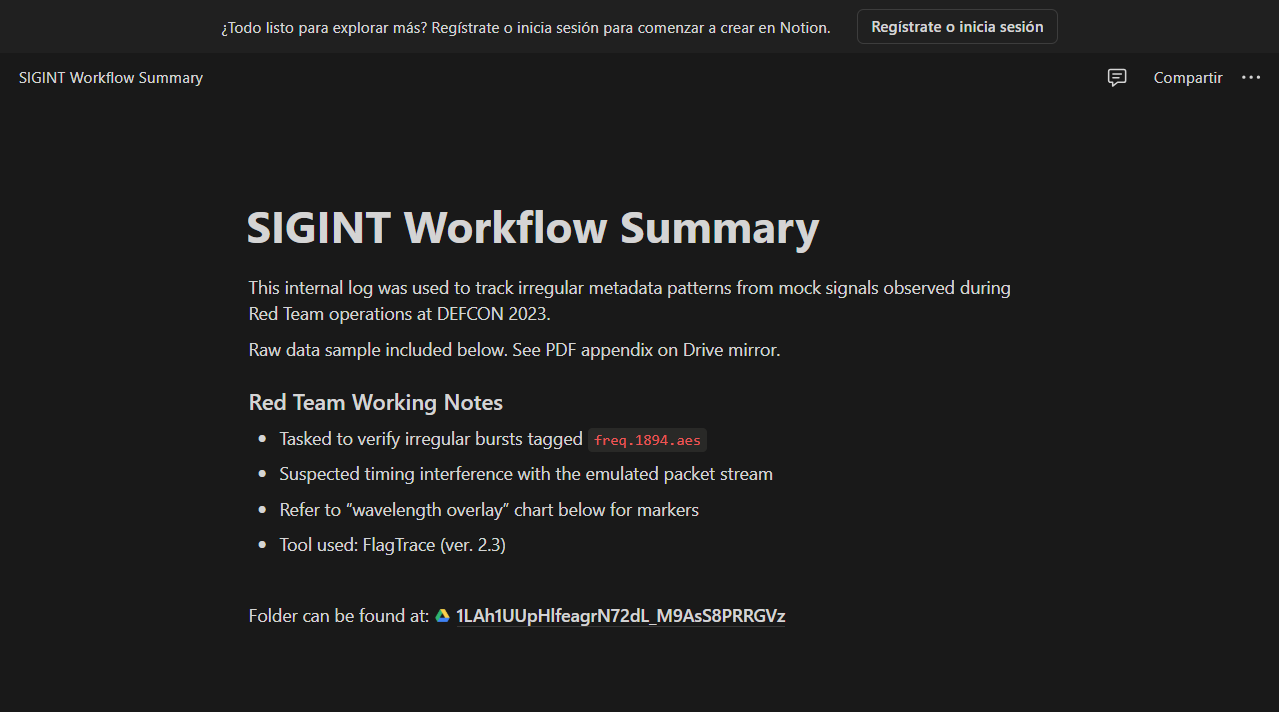 ¿Todo listo para explorar más? Regístrate o inicia sesión para comenzar a crear en Notion.
Regístrate o inicia sesión
SIGINT Workflow Summary
Compartir
SIGINT Workflow Summary
This internal log was used to track irregular metadata patterns from mock signals observed during
Red Team operations at DEFCON 2023.
Raw data sample included below. See PDF appendix on Drive mirror.
Red Team Working Notes
• Tasked to verify irregular bursts tagged freq.1894.aes
• Suspected timing interference with the emulated packet stream
• Refer to “wavelength overlay” chart below for markers
• Tool used: FlagTrace (ver. 2.3)
Folder can be found at: 1LAh1UUpHlfeagrN72dL_M9AsS8PRRGVz